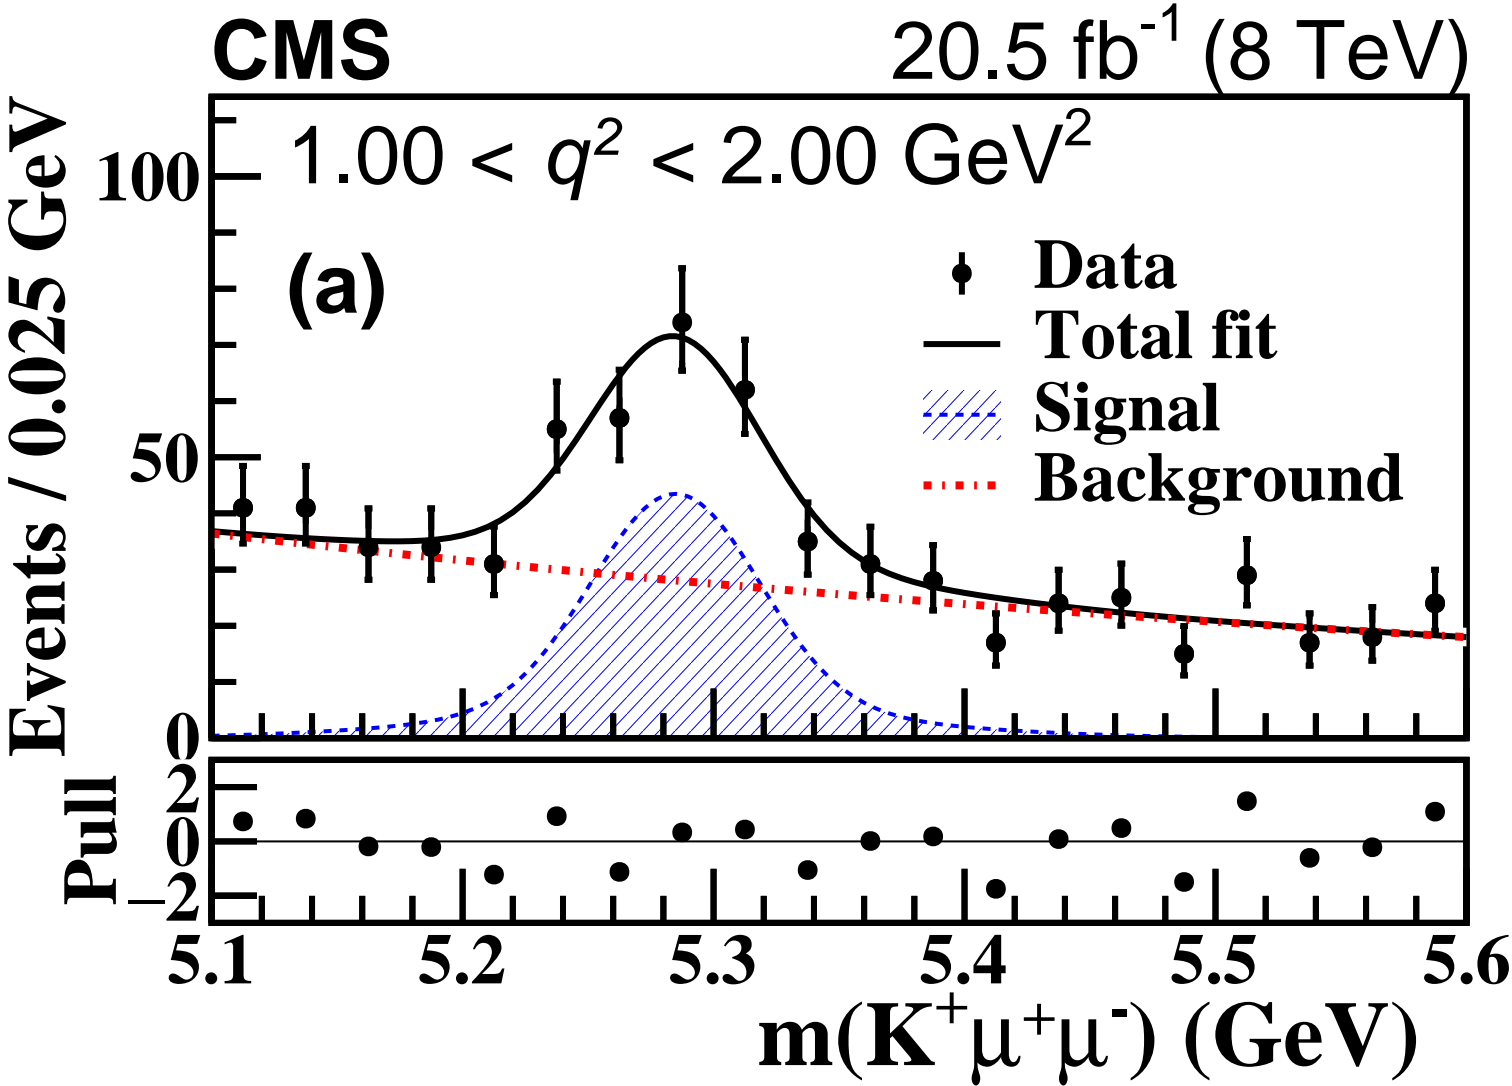 CMS 20.5 fb⁻¹ (8 TeV)
1.00 < q² < 2.00 GeV²
(a)
Data
Total fit
Signal
Background
Events / 0.025 GeV
100
50
0
Pull
2
0
−2
5.1 5.2 5.3 5.4 5.5 5.6
m(K⁺μ⁺μ⁻) (GeV)